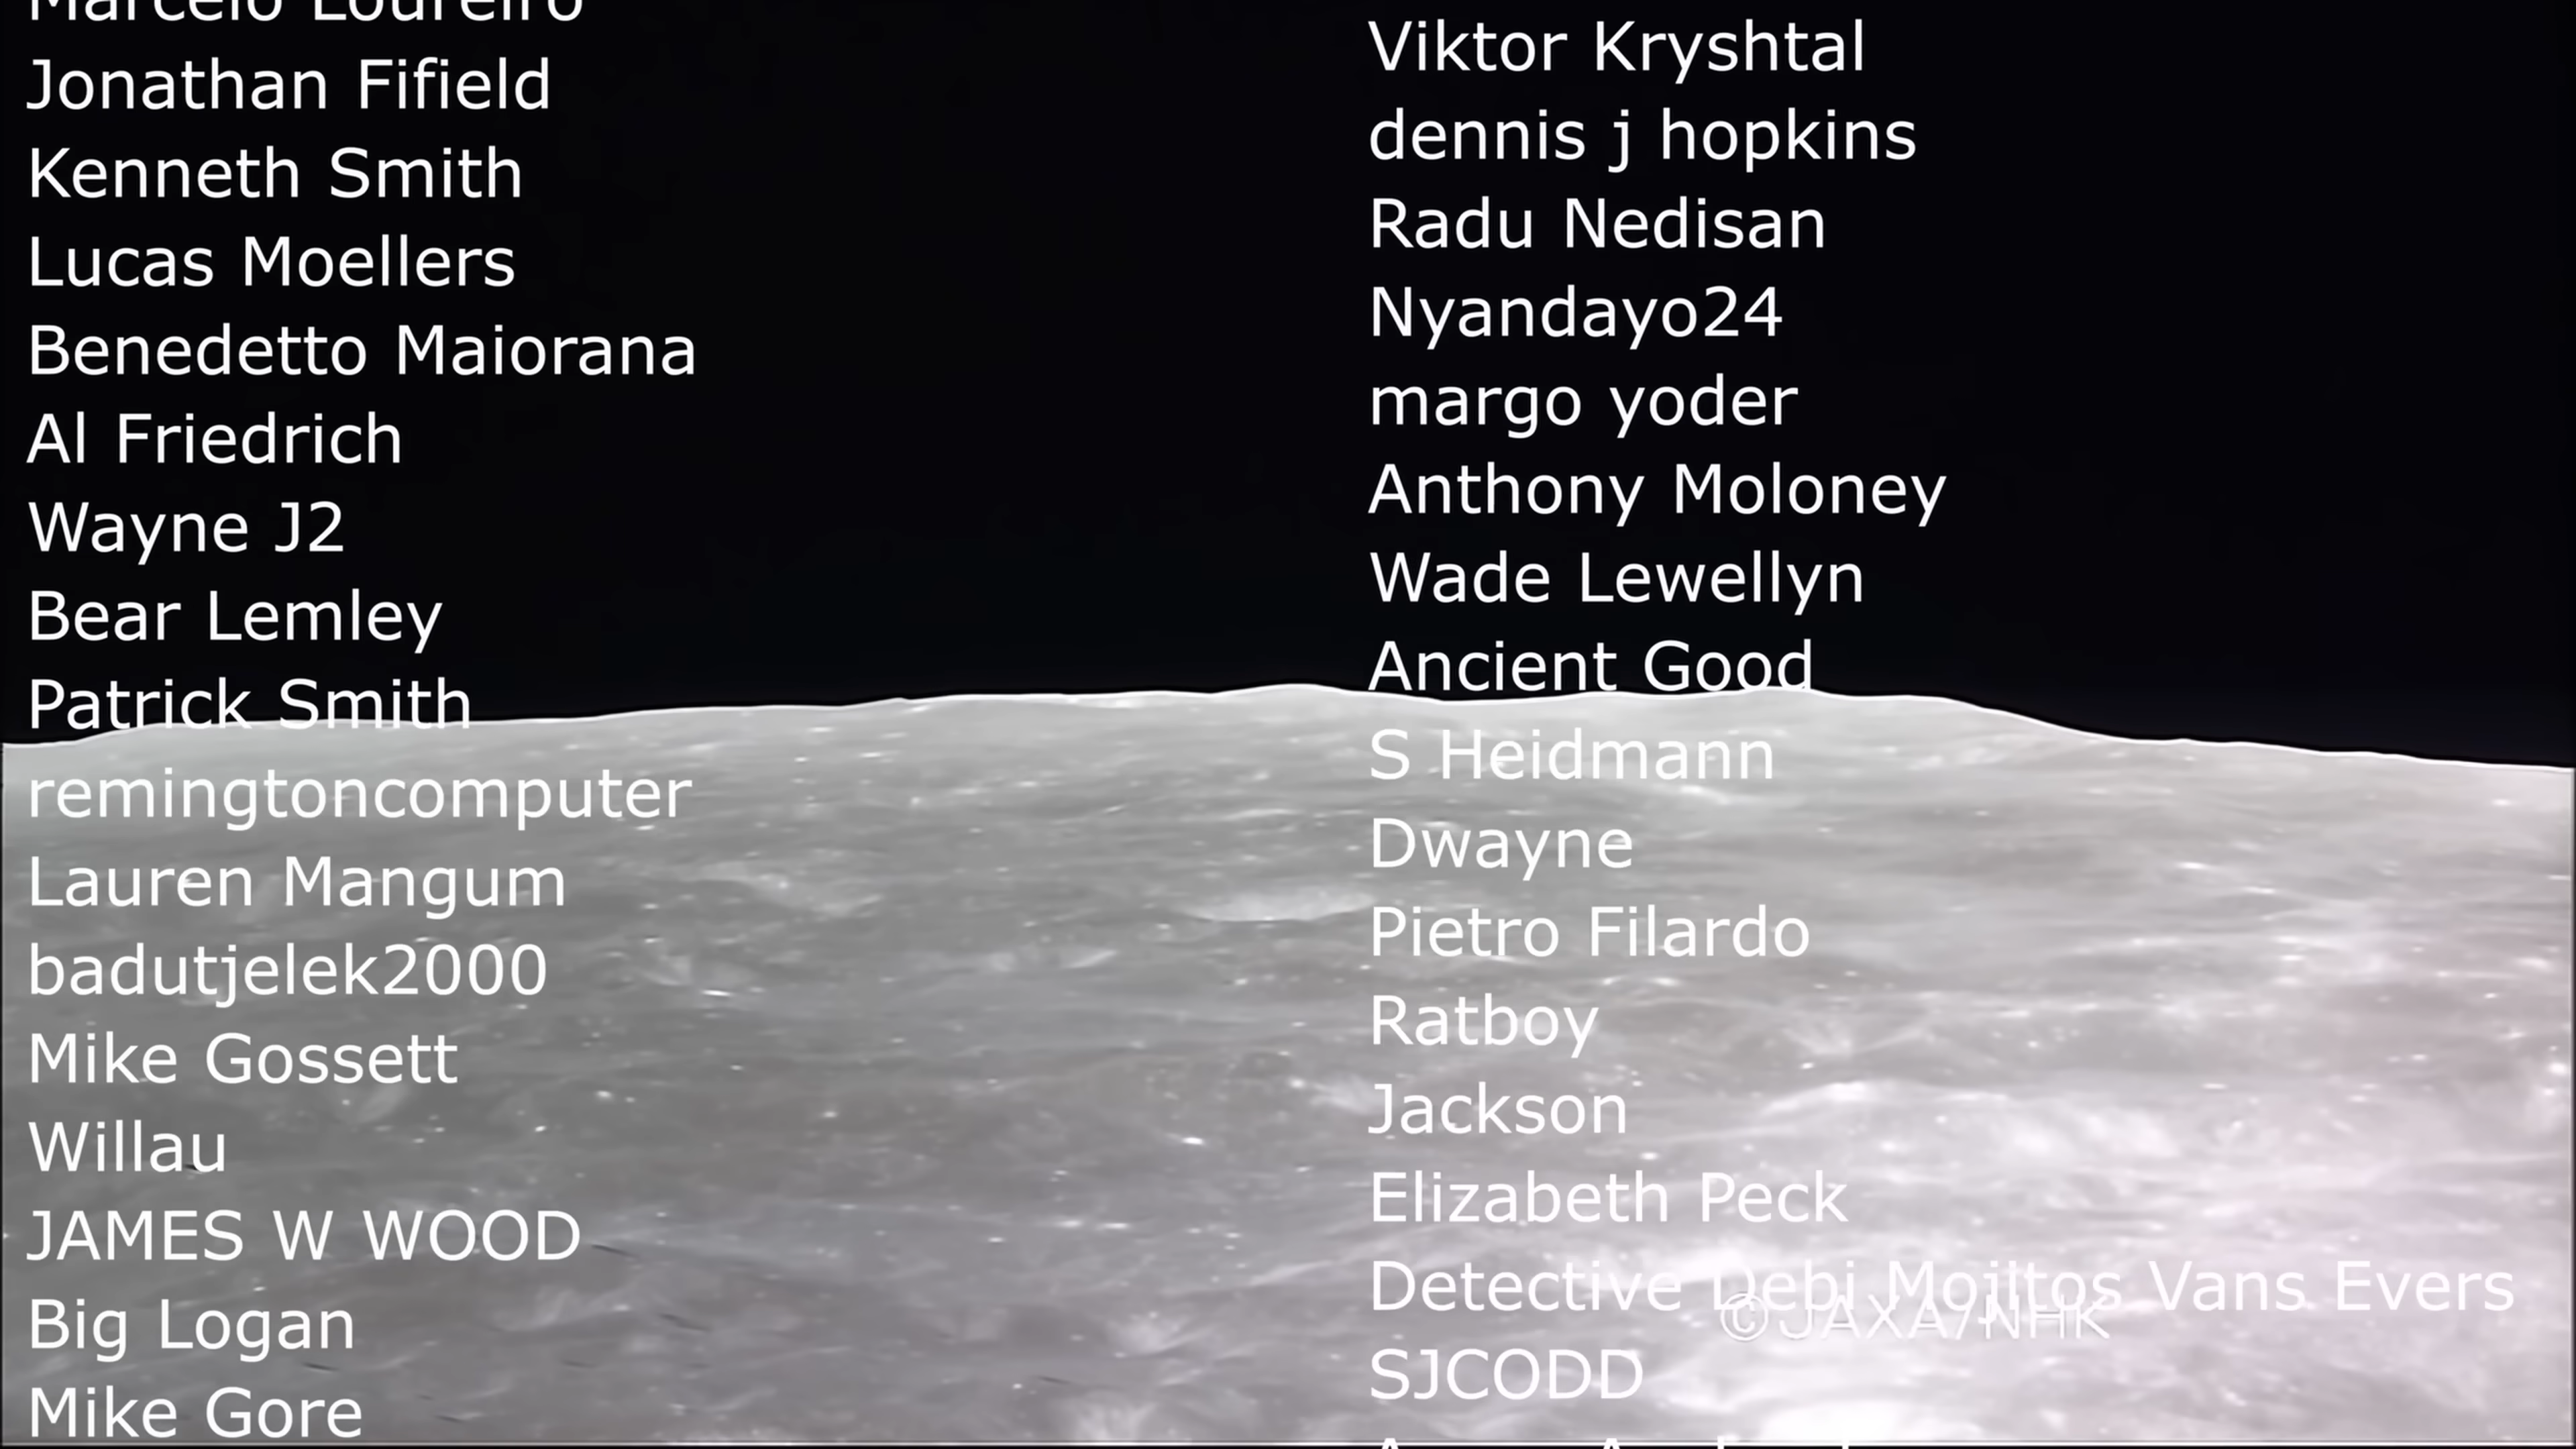 Marcelo Loureiro
Jonathan Fifield
Kenneth Smith
Lucas Moellers
Benedetto Maiorana
Al Friedrich
Wayne J2
Bear Lemley
Patrick Smith
remingtoncomputer
Lauren Mangum
badutjelek2000
Mike Gossett
Willau
JAMES W WOOD
Big Logan
Mike Gore
Viktor Kryshtal
dennis j hopkins
Radu Nedisan
Nyandayo24
margo yoder
Anthony Moloney
Wade Lewellyn
Ancient Good
S Heidmann
Dwayne
Pietro Filardo
Ratboy
Jackson
Elizabeth Peck
Detective Debi Mojitos Vans Evers
©JAXA/NHK
SJCODD